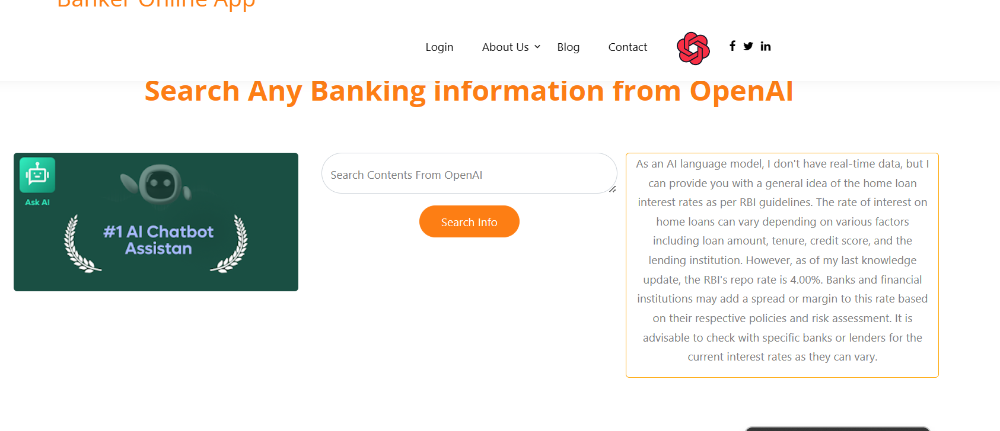 Banker Online App
Login About Us Blog Contact
Search Any Banking information from OpenAI
Ask AI
#1 AI Chatbot
Assistan
Search Contents From OpenAI
Search Info
As an AI language model, I don't have real-time data, but I
can provide you with a general idea of the home loan
interest rates as per RBI guidelines. The rate of interest on
home loans can vary depending on various factors
including loan amount, tenure, credit score, and the
lending institution. However, as of my last knowledge
update, the RBI's repo rate is 4.00%. Banks and financial
institutions may add a spread or margin to this rate based
on their respective policies and risk assessment. It is
advisable to check with specific banks or lenders for the
current interest rates as they can vary.